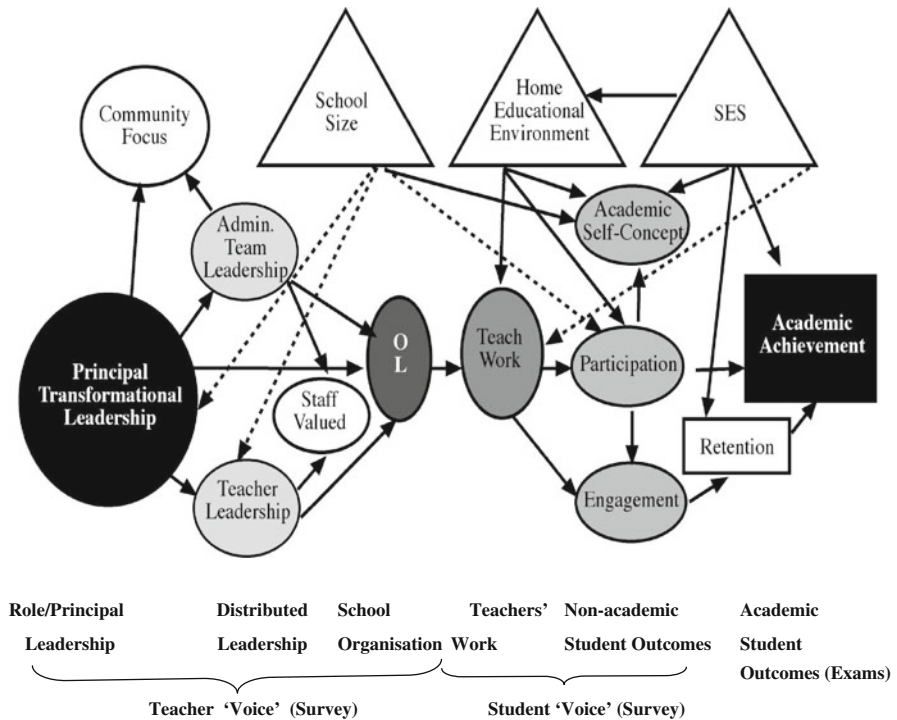 School
Size
Home
Educational
Environment
SES
Community
Focus
Admin.
Team
Leadership
Academic
Self-Concept
Principal
Transformational
Leadership
O
L
Teach
Work
Participation
Academic
Achievement
Staff
Valued
Retention
Teacher
Leadership
Engagement
Role/Principal
Leadership
Distributed
Leadership
School
Organisation
Teachers’
Work
Non-academic
Student Outcomes
Academic
Student
Outcomes (Exams)
Teacher ‘Voice’ (Survey)
Student ‘Voice’ (Survey)